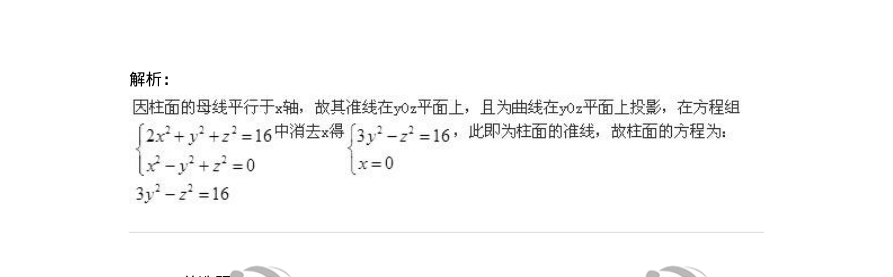 解析：
因柱面的母线平行于x轴，故其准线在yOz平面上，且为曲线在yOz平面上投影，在方程组
{2x²+y²+z²=16 x²-y²+z²=0 中消去x得 {3y²-z²=16 x=0 ，此即为柱面的准线，故柱面的方程为：
3y²-z²=16